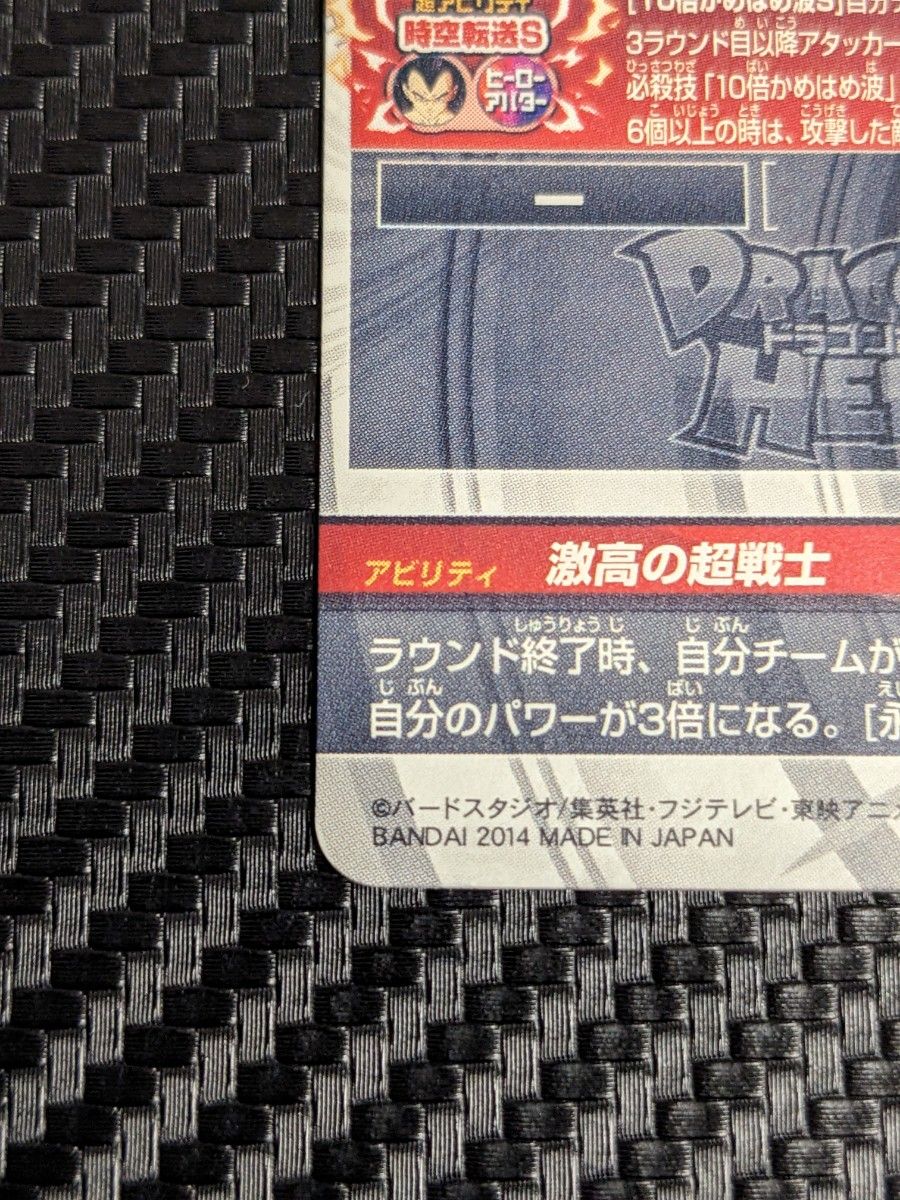 超アビリティ
時空転送S
ヒーロー
アバター
[10倍かめはめ波S]自分
3ラウンド目以降アタッカー
必殺技「10倍かめはめ波」
6個以上の時は、攻撃した敵
ー
DRAG
HE
アビリティ 激高の超戦士
ラウンド終了時、自分チームが
自分のパワーが3倍になる。[永
©バードスタジオ/集英社・フジテレビ・東映アニメ
BANDAI 2014 MADE IN JAPAN